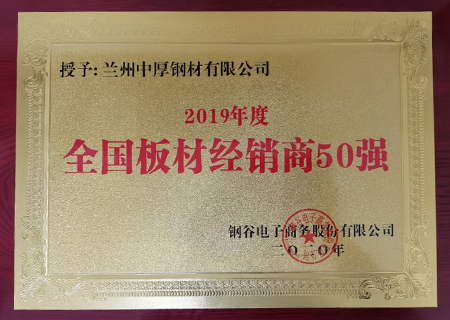 授予:兰州中厚钢材有限公司
2019年度
全国板材经销商50强
钢谷电子商务股份有限公司
二〇二〇年